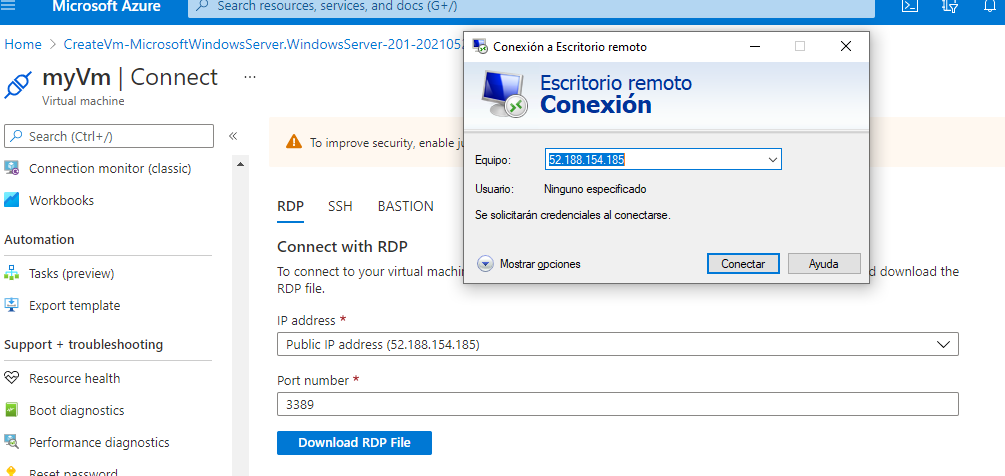 Microsoft Azure
Search resources, services, and docs (G+/)
Home > CreateVm-MicrosoftWindowsServer.WindowsServer-201-2021052
myVm | Connect ...
Virtual machine
Search (Ctrl+/) «
Connection monitor (classic)
Workbooks
Automation
Tasks (preview)
Export template
Support + troubleshooting
Resource health
Boot diagnostics
Performance diagnostics
Reset password
To improve security, enable ju
RDP SSH BASTION
Connect with RDP
To connect to your virtual machin d download the
RDP file.
IP address *
Public IP address (52.188.154.185)
Port number *
3389
Download RDP File
Conexión a Escritorio remoto
Escritorio remoto
Conexión
Equipo: 52.188.154.185
Usuario: Ninguno especificado
Se solicitarán credenciales al conectarse.
Mostrar opciones Conectar Ayuda